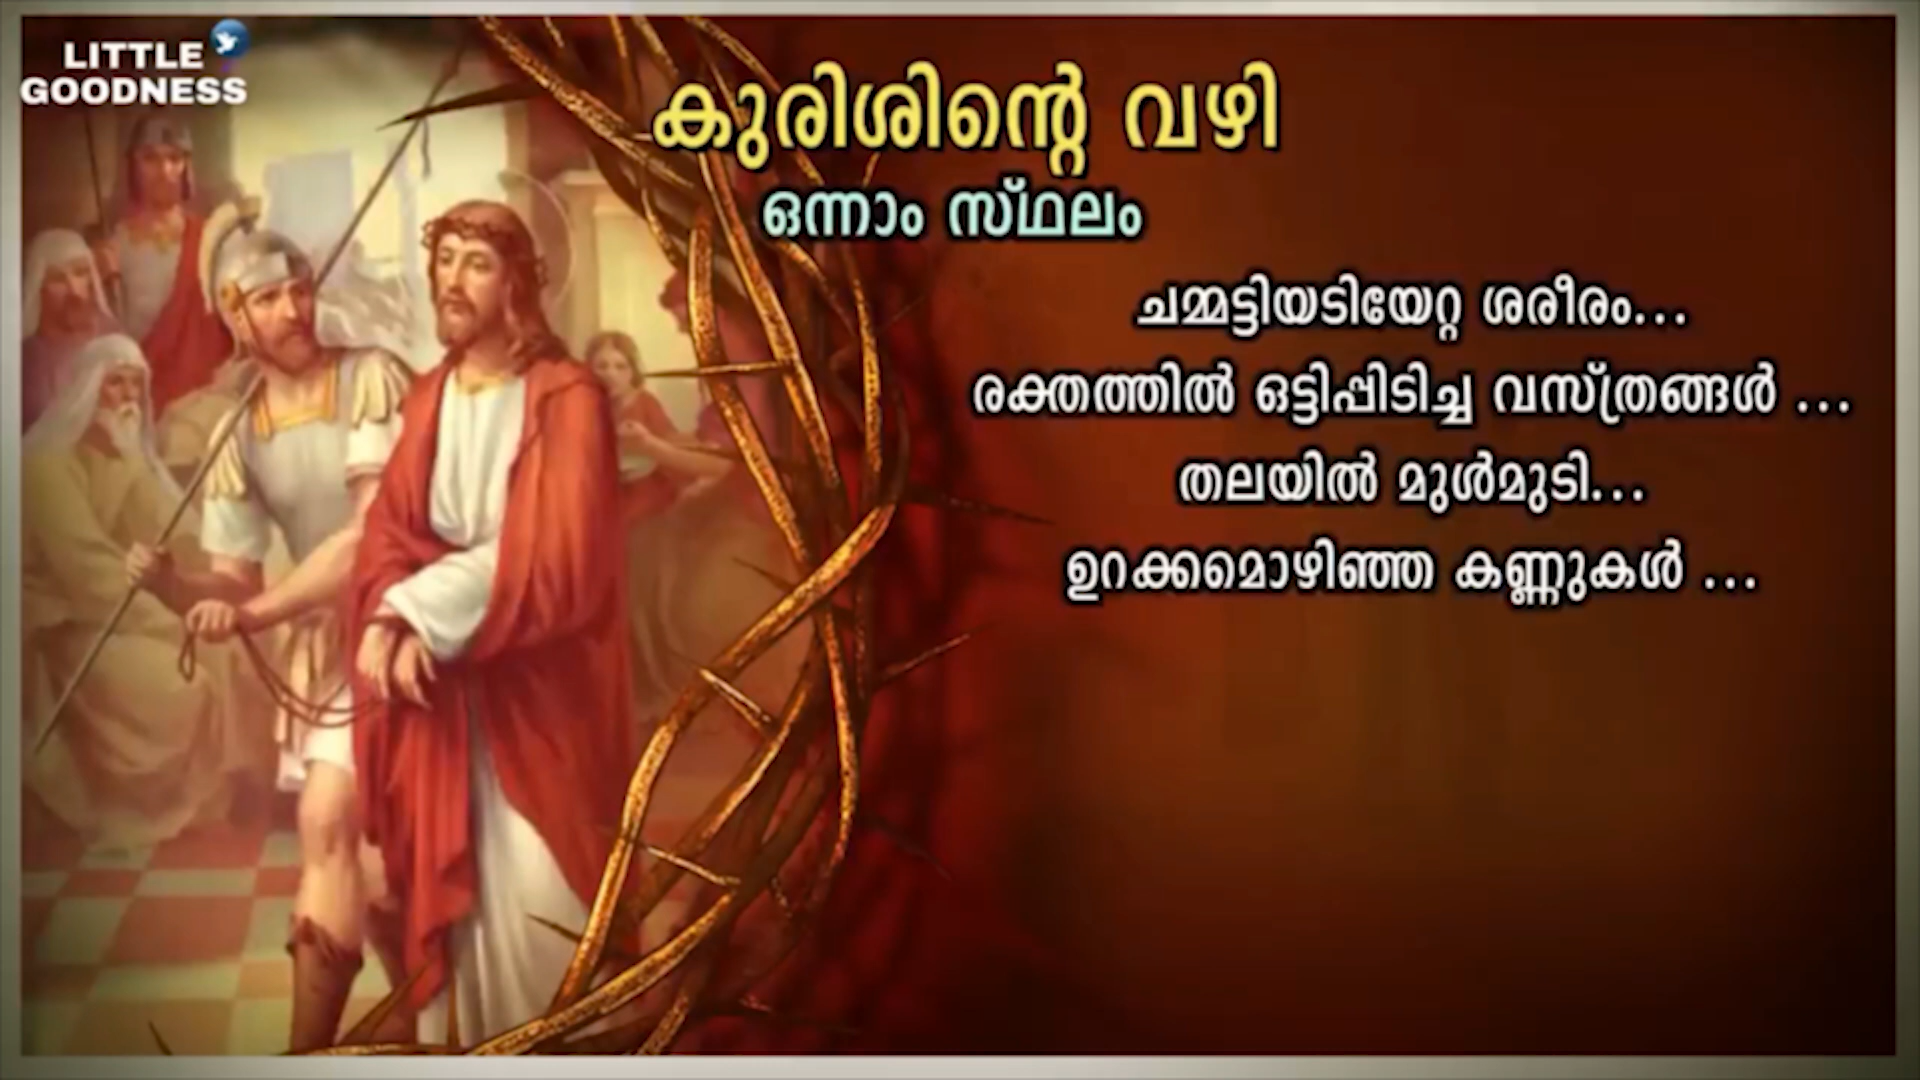 LITTLE
GOODNESS
കുരിശിന്റെ വഴി
ഒന്നാം സ്ഥലം
ചമ്മട്ടിയടിയേറ്റ ശരീരം...
രക്തത്തിൽ ഒട്ടിപ്പിടിച്ച വസ്ത്രങ്ങൾ ...
തലയിൽ മുൾമുടി...
ഉറക്കമൊഴിഞ്ഞ കണ്ണുകൾ ...